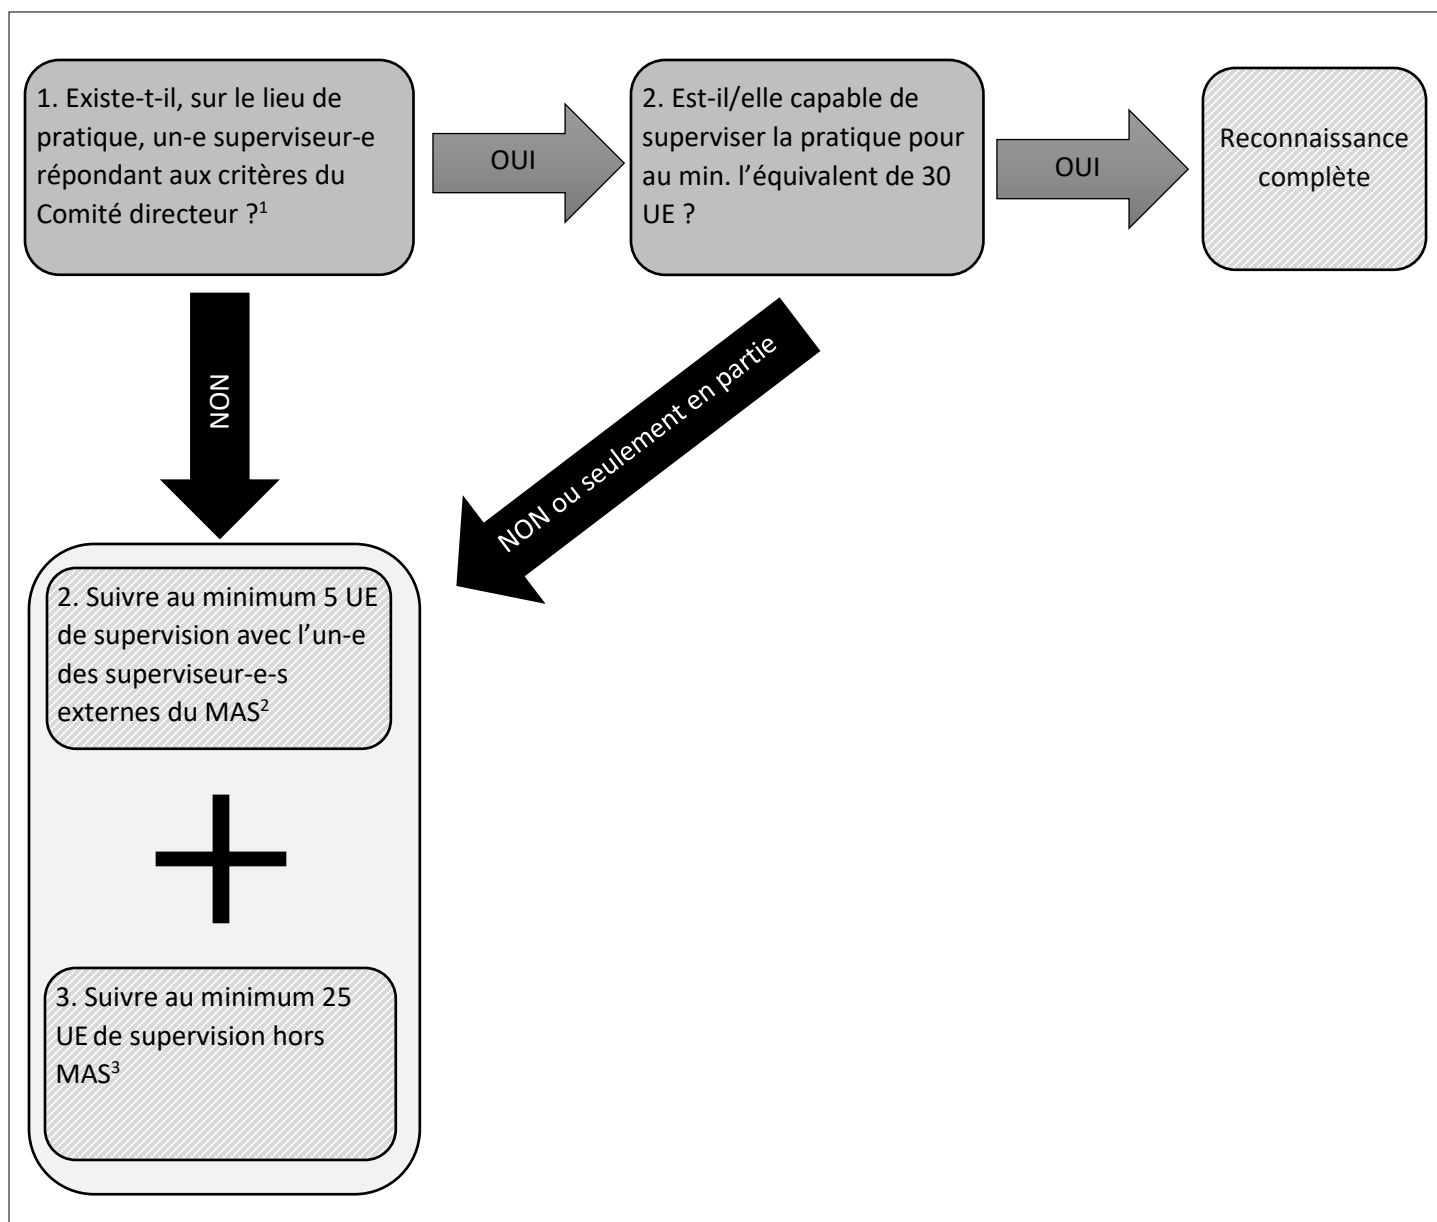 1. Existe-t-il, sur le lieu de
pratique, un-e superviseur-e
répondant aux critères du
Comité directeur ?¹
OUI
2. Est-il/elle capable de
superviser la pratique pour
au min. l’équivalent de 30
UE ?
OUI
Reconnaissance
complète
NON
NON ou seulement en partie
2. Suivre au minimum 5 UE
de supervision avec l’un-e
des superviseur-e-s
externes du MAS²
3. Suivre au minimum 25
UE de supervision hors
MAS³